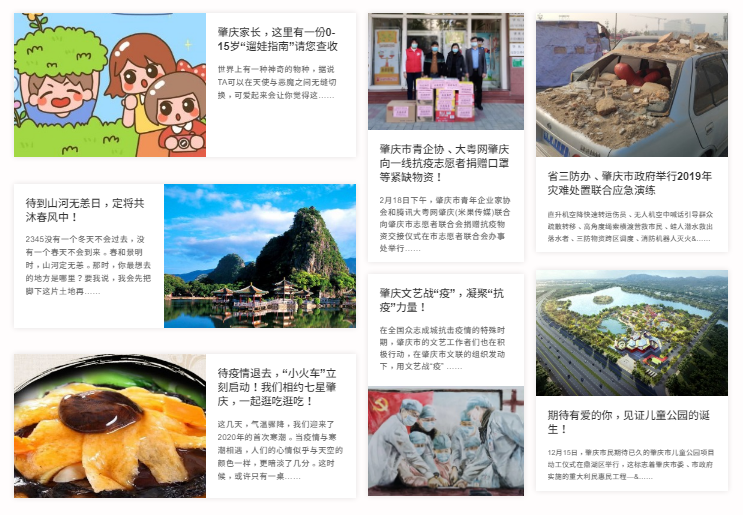 肇庆家长，这里有一份0-
15岁“遛娃指南”请您查收
世界上有一种神奇的物种，据说
TA可以在天使与恶魔之间无缝切
换，可爱起来会让你觉得这……
待到山河无恙日，定将共
沐春风中！
2345没有一个冬天不会过去，没
有一个春天不会到来。春和景明
时，山河定无恙。那时，你最想去
的地方是哪里？要我说，我会先把
脚下这片土地再……
待疫情退去，“小火车”立
刻启动！我们相约七星肇
庆，一起逛吃逛吃！
这几天，气温骤降，我们迎来了
2020年的首次寒潮。当疫情与寒
潮相遇，人们的心情似乎与天空的
颜色一样，更暗淡了几分。这时
候，或许只有一桌……
肇庆市青企协、大粤网肇庆
向一线抗疫志愿者捐赠口罩
等紧缺物资！
2月18日下午，肇庆市青年企业家协
会和腾讯大粤网肇庆(米果传媒)联合
向肇庆市志愿者联合会捐赠抗疫物
资交接仪式在市志愿者联合会办事
处举行……
肇庆文艺战“疫”，凝聚“抗
疫”力量！
在全国众志成城抗击疫情的特殊时
期，肇庆市的文艺工作者们也在积
极行动，在肇庆市文联的组织发动
下，用文艺战“疫” ……
省三防办、肇庆市政府举行2019年
灾难处置联合应急演练
直升机空降快速转运伤员、无人机空中喊话引导群众
疏散转移、高角度绳索横渡营救市民、蛙人潜水救出
落水者、三防物资跨区调度、消防机器人灭火&……
期待有爱的你，见证儿童公园的诞
生！
12月15日，肇庆市民期待已久的肇庆市儿童公园项目
动工仪式在鼎湖区举行，这标志着肇庆市委、市政府
实施的重大利民惠民工程—&……